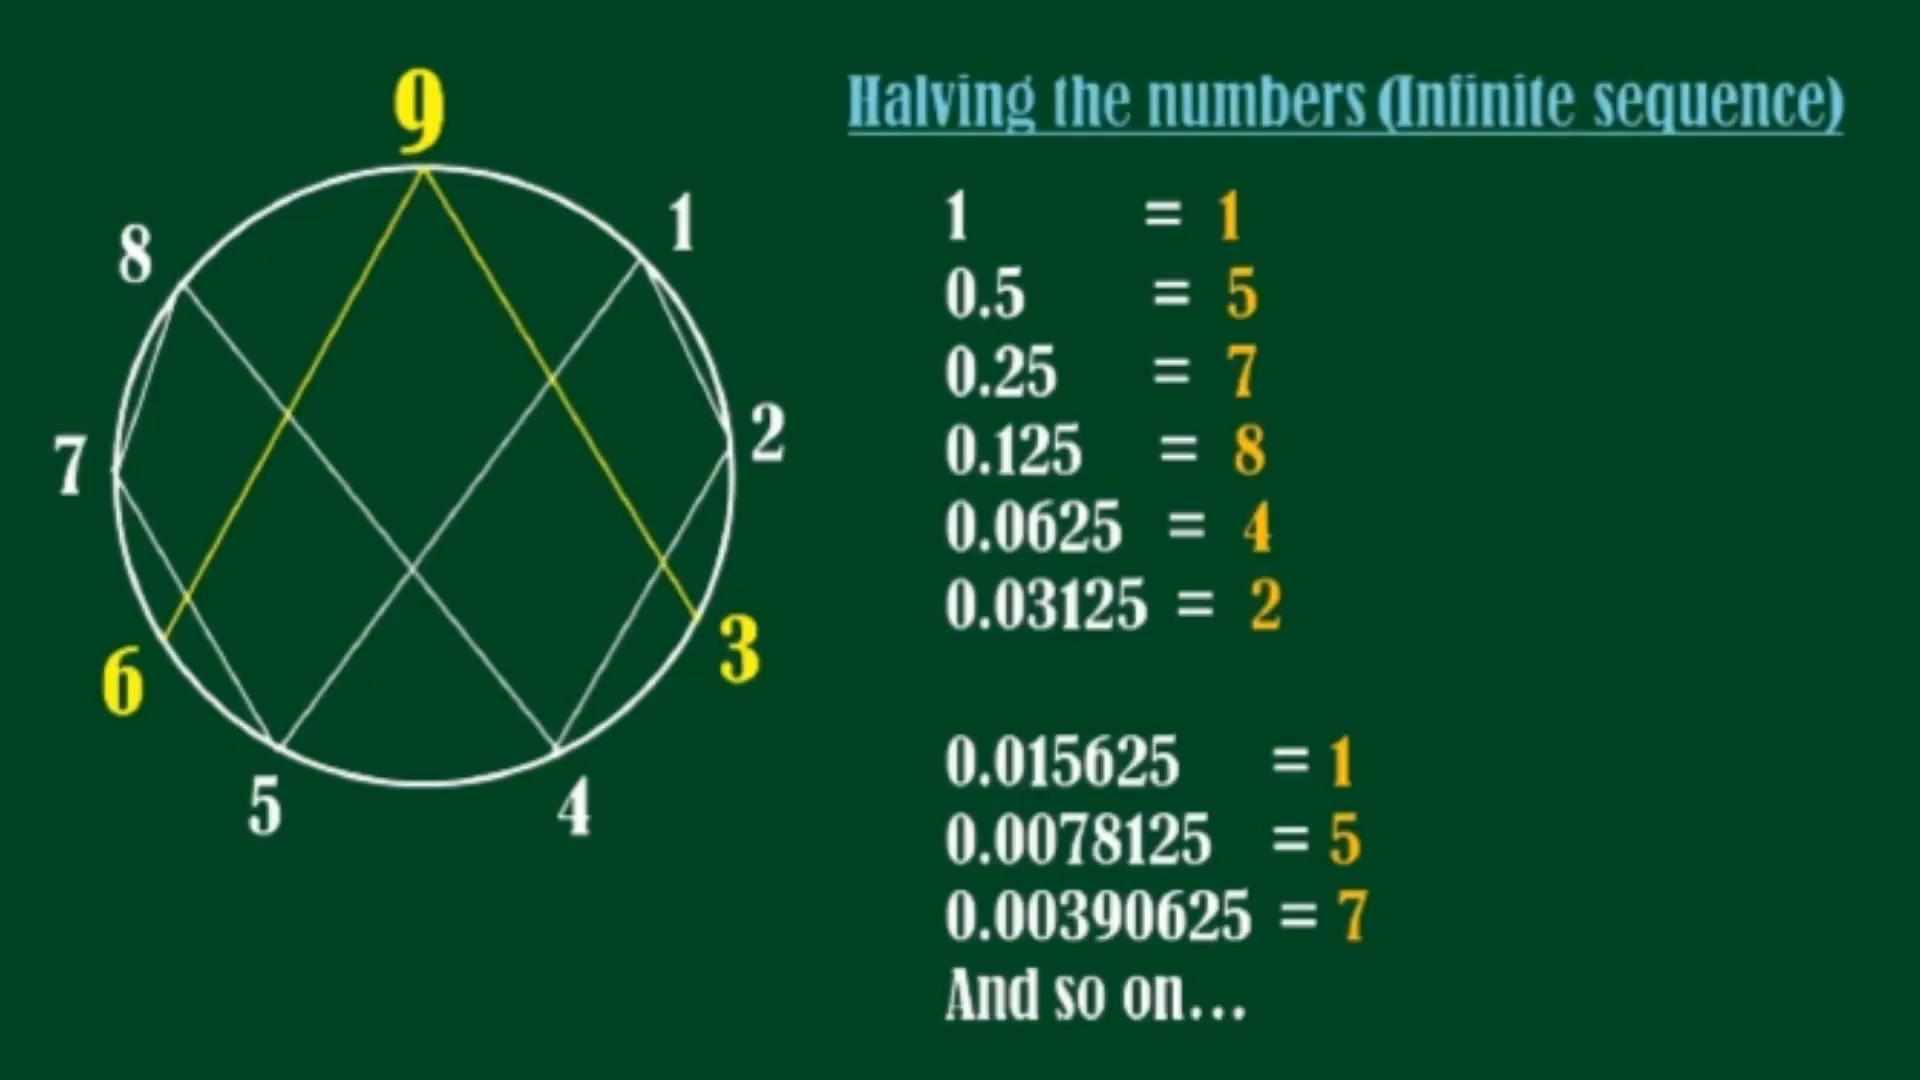 Halving the numbers (Infinite sequence)
9
8
1
7
2
6
3
5
4
1 = 1
0.5 = 5
0.25 = 7
0.125 = 8
0.0625 = 4
0.03125 = 2
0.015625 = 1
0.0078125 = 5
0.00390625 = 7
And so on...